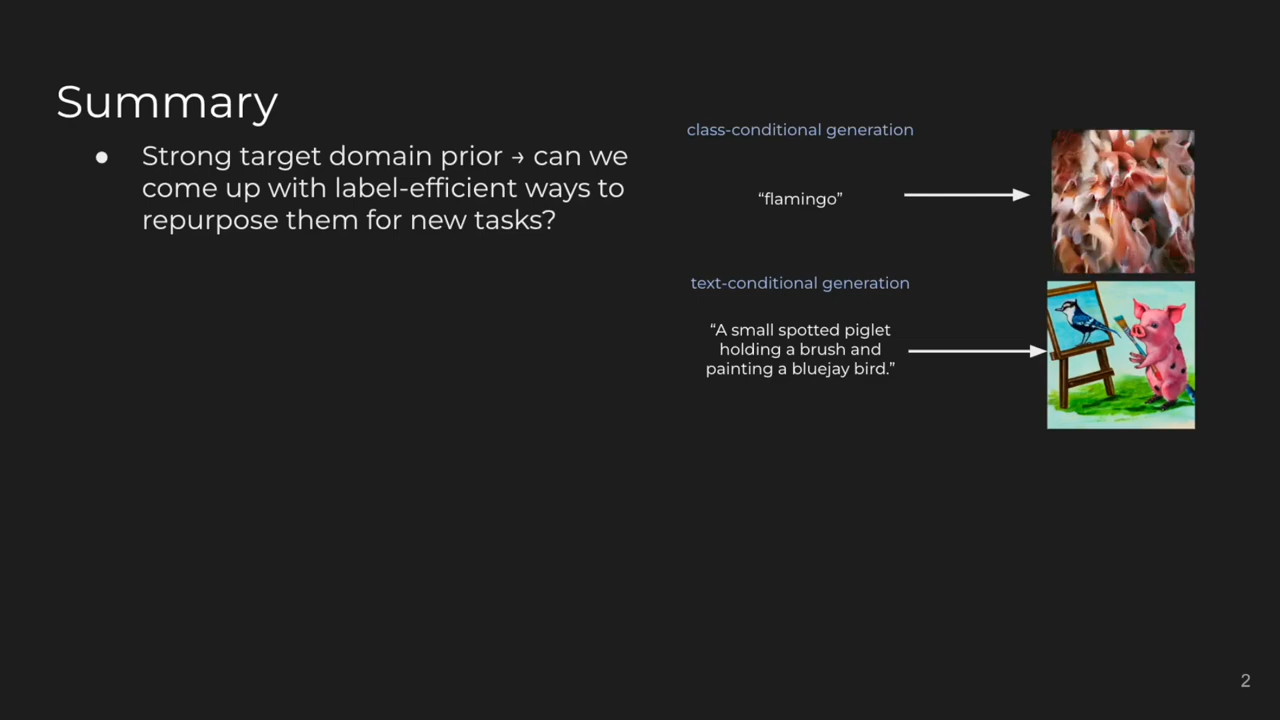 Summary
● Strong target domain prior → can we
come up with label-efficient ways to
repurpose them for new tasks?
class-conditional generation
“flamingo”
text-conditional generation
“A small spotted piglet
holding a brush and
painting a bluejay bird.”
2